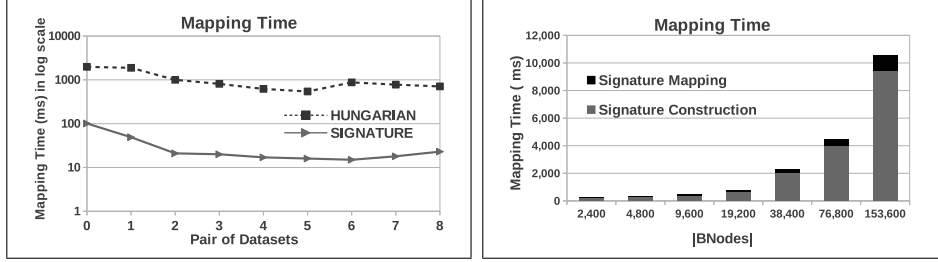 Mapping Time
Mapping Time (ms) in log scale
10000
1000
100
10
1
HUNGARIAN
SIGNATURE
0 1 2 3 4 5 6 7 8
Pair of Datasets
Mapping Time
Mapping Time ( ms)
12,000
10,000
8,000
6,000
4,000
2,000
0
Signature Mapping
Signature Construction
2,400 4,800 9,600 19,200 38,400 76,800 153,600
|BNodes|